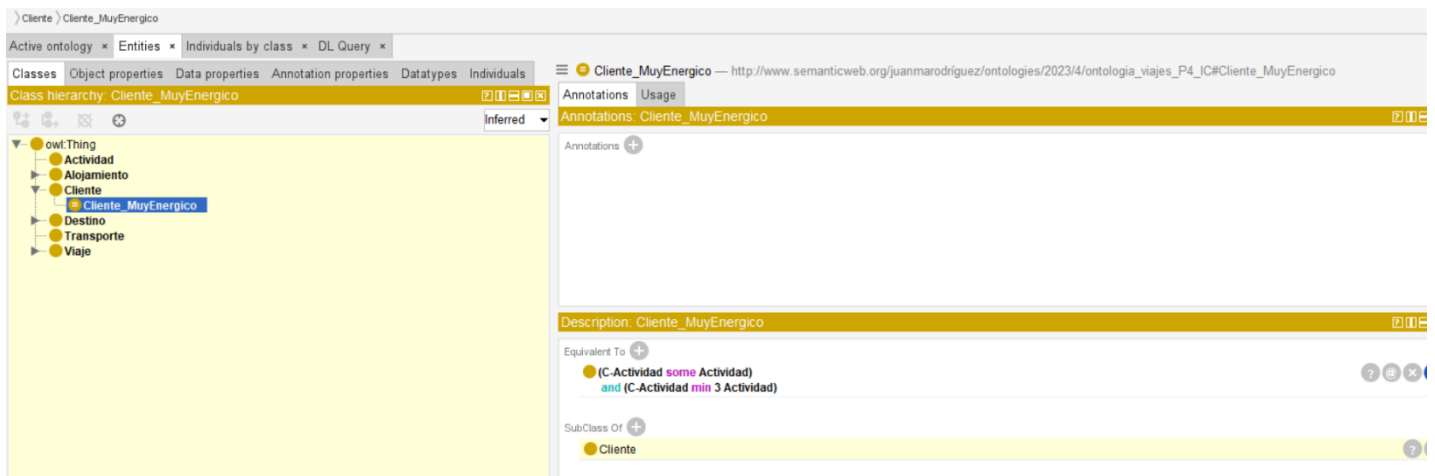 Cliente Cliente_MuyEnergico
Active ontology × Entities × Individuals by class × DL Query ×
Classes Object properties Data properties Annotation properties Datatypes Individuals
Class hierarchy: Cliente_MuyEnergico
Inferred
owl:Thing
Actividad
Alojamiento
Cliente
Cliente_MuyEnergico
Destino
Transporte
Viaje
Cliente_MuyEnergico — http://www.semanticweb.org/juanmarodríguez/ontologies/2023/4/ontologia_viajes_P4_IC#Cliente_MuyEnergico
Annotations Usage
Annotations: Cliente_MuyEnergico
Annotations
Description: Cliente_MuyEnergico
Equivalent To
(C-Actividad some Actividad)
and (C-Actividad min 3 Actividad)
SubClass Of
Cliente